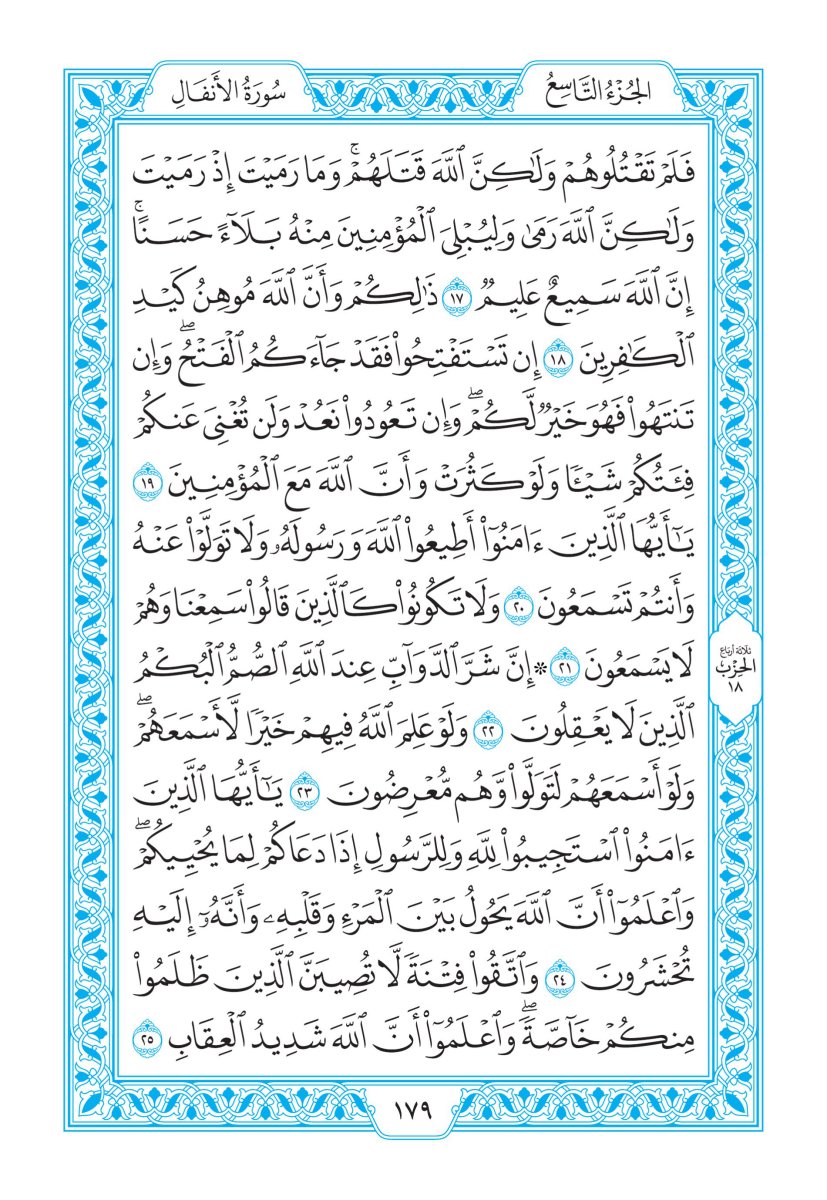 الجُزْءُ التَّاسِعُ
سُورَةُ الأَنفَالِ
فَلَمْ تَقْتُلُوهُمْ وَلَٰكِنَّ ٱللَّهَ قَتَلَهُمْۚ وَمَا رَمَيْتَ إِذْ رَمَيْتَ
وَلَٰكِنَّ ٱللَّهَ رَمَىٰ وَلِيُبْلِيَ ٱلْمُؤْمِنِينَ مِنْهُ بَلَآءً حَسَنًاۚ
إِنَّ ٱللَّهَ سَمِيعٌ عَلِيمٌ ١٧ ذَٰلِكُمْ وَأَنَّ ٱللَّهَ مُوهِنُ كَيْدِ
ٱلْكَٰفِرِينَ ١٨ إِن تَسْتَفْتِحُوا۟ فَقَدْ جَآءَكُمُ ٱلْفَتْحُۖ وَإِن
تَنتَهُوا۟ فَهُوَ خَيْرٌ لَّكُمْۖ وَإِن تَعُودُوا۟ نَعُدْ وَلَن تُغْنِيَ عَنكُمْ
فِئَتُكُمْ شَيْـًٔا وَلَوْ كَثُرَتْ وَأَنَّ ٱللَّهَ مَعَ ٱلْمُؤْمِنِينَ ١٩
يَٰٓأَيُّهَا ٱلَّذِينَ ءَامَنُوٓا۟ أَطِيعُوا۟ ٱللَّهَ وَرَسُولَهُۥ وَلَا تَوَلَّوْا۟ عَنْهُ
وَأَنتُمْ تَسْمَعُونَ ٢٠ وَلَا تَكُونُوا۟ كَٱلَّذِينَ قَالُوا۟ سَمِعْنَا وَهُمْ
لَا يَسْمَعُونَ ٢١ ۞ إِنَّ شَرَّ ٱلدَّوَآبِّ عِندَ ٱللَّهِ ٱلصُّمُّ ٱلْبُكْمُ
ٱلَّذِينَ لَا يَعْقِلُونَ ٢٢ وَلَوْ عَلِمَ ٱللَّهُ فِيهِمْ خَيْرًا لَّأَسْمَعَهُمْۖ
وَلَوْ أَسْمَعَهُمْ لَتَوَلَّوا۟ وَّهُم مُّعْرِضُونَ ٢٣ يَٰٓأَيُّهَا ٱلَّذِينَ
ءَامَنُوا۟ ٱسْتَجِيبُوا۟ لِلَّهِ وَلِلرَّسُولِ إِذَا دَعَاكُمْ لِمَا يُحْيِيكُمْۖ
وَٱعْلَمُوٓا۟ أَنَّ ٱللَّهَ يَحُولُ بَيْنَ ٱلْمَرْءِ وَقَلْبِهِۦ وَأَنَّهُۥٓ إِلَيْهِ
تُحْشَرُونَ ٢٤ وَٱتَّقُوا۟ فِتْنَةً لَّا تُصِيبَنَّ ٱلَّذِينَ ظَلَمُوا۟
مِنكُمْ خَآصَّةًۖ وَٱعْلَمُوٓا۟ أَنَّ ٱللَّهَ شَدِيدُ ٱلْعِقَابِ ٢٥
ثلاثة أرباع
الحِزْب
١٨
١٧٩